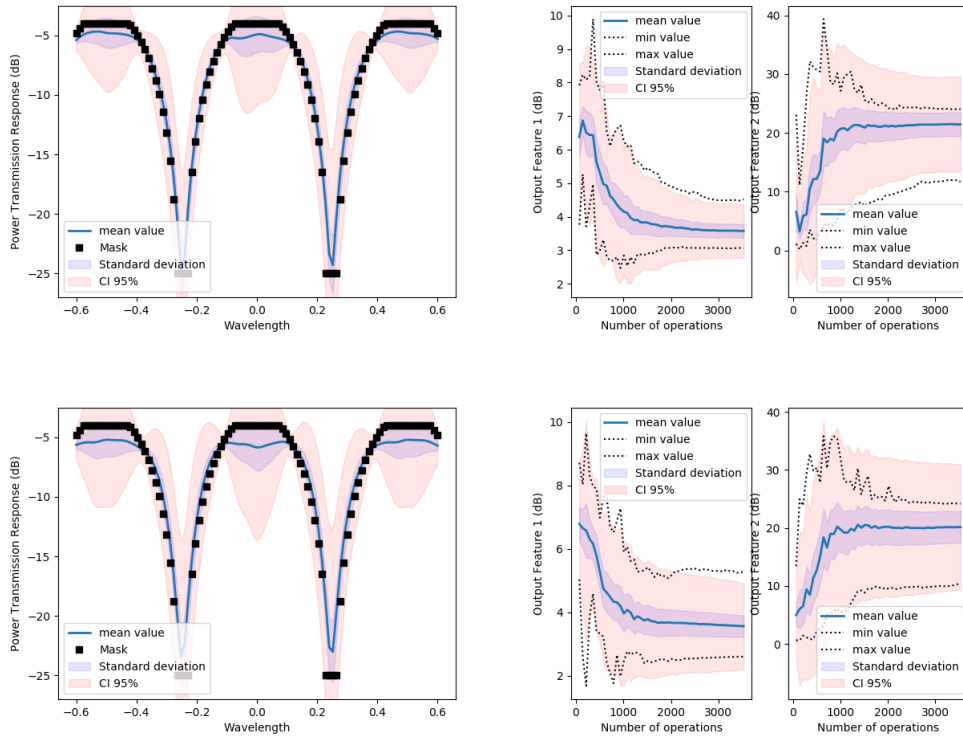 Power Transmission Response (dB)
−5
−10
−15
−20
−25
mean value
Mask
Standard deviation
CI 95%
−0.6 −0.4 −0.2 0.0 0.2 0.4 0.6
Wavelength
Output Feature 1 (dB)
10
9
8
7
6
5
4
3
2
mean value
min value
max value
Standard deviation
CI 95%
0 1000 2000 3000
Number of operations
Output Feature 2 (dB)
40
30
20
10
0
mean value
min value
max value
Standard deviation
CI 95%
0 1000 2000 3000
Number of operations
Power Transmission Response (dB)
−5
−10
−15
−20
−25
mean value
Mask
Standard deviation
CI 95%
−0.6 −0.4 −0.2 0.0 0.2 0.4 0.6
Wavelength
Output Feature 1 (dB)
10
8
6
4
2
mean value
min value
max value
Standard deviation
CI 95%
0 1000 2000 3000
Number of operations
Output Feature 2 (dB)
40
30
20
10
0
mean value
min value
max value
Standard deviation
CI 95%
0 1000 2000 3000
Number of operations